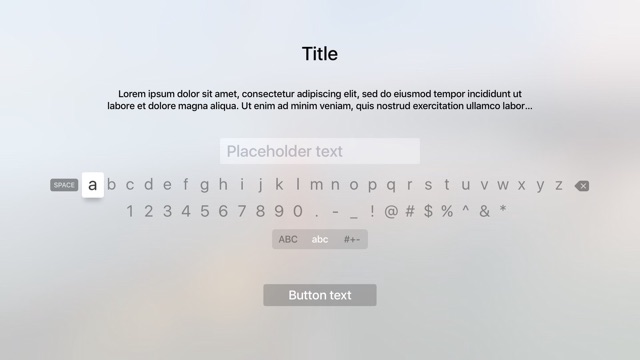 Title
Lorem ipsum dolor sit amet, consectetur adipiscing elit, sed do eiusmod tempor incididunt ut
labore et dolore magna aliqua. Ut enim ad minim veniam, quis nostrud exercitation ullamco labor...
Placeholder text
SPACE a b c d e f g h i j k l m n o p q r s t u v w x y z
1 2 3 4 5 6 7 8 9 0 . - _ ! @ # $ % ^ & *
ABC abc #+-
Button text